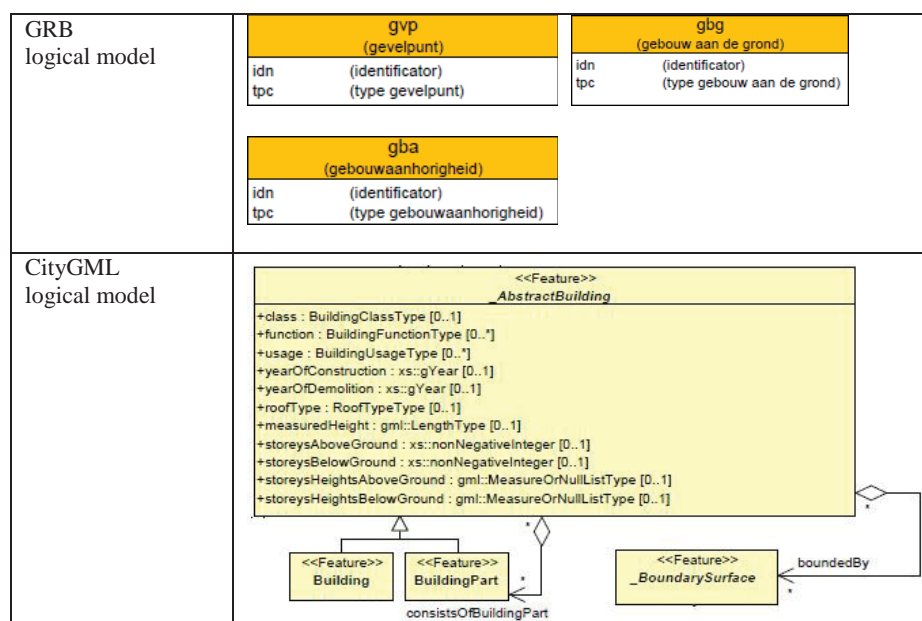 GRB
logical model
gvp
(gevelpunt)
idn (identificator)
tpc (type gevelpunt)
gbg
(gebouw aan de grond)
idn (identificator)
tpc (type gebouw aan de grond)
gba
(gebouwaanhorigheid)
idn (identificator)
tpc (type gebouwaanhorigheid)
CityGML
logical model
<<Feature>>
_AbstractBuilding
+class : BuildingClassType [0..1]
+function : BuildingFunctionType [0..*]
+usage : BuildingUsageType [0..*]
+yearOfConstruction : xs::gYear [0..1]
+yearOfDemolition : xs::gYear [0..1]
+roofType : RoofTypeType [0..1]
+measuredHeight : gml::LengthType [0..1]
+storeysAboveGround : xs::nonNegativeInteger [0..1]
+storeysBelowGround : xs::nonNegativeInteger [0..1]
+storeysHeightsAboveGround : gml::MeasureOrNullListType [0..1]
+storeysHeightsBelowGround : gml::MeasureOrNullListType [0..1]
*
*
<<Feature>>
Building
<<Feature>>
BuildingPart
*
consistsOfBuildingPart
<<Feature>>
_BoundarySurface
boundedBy
*